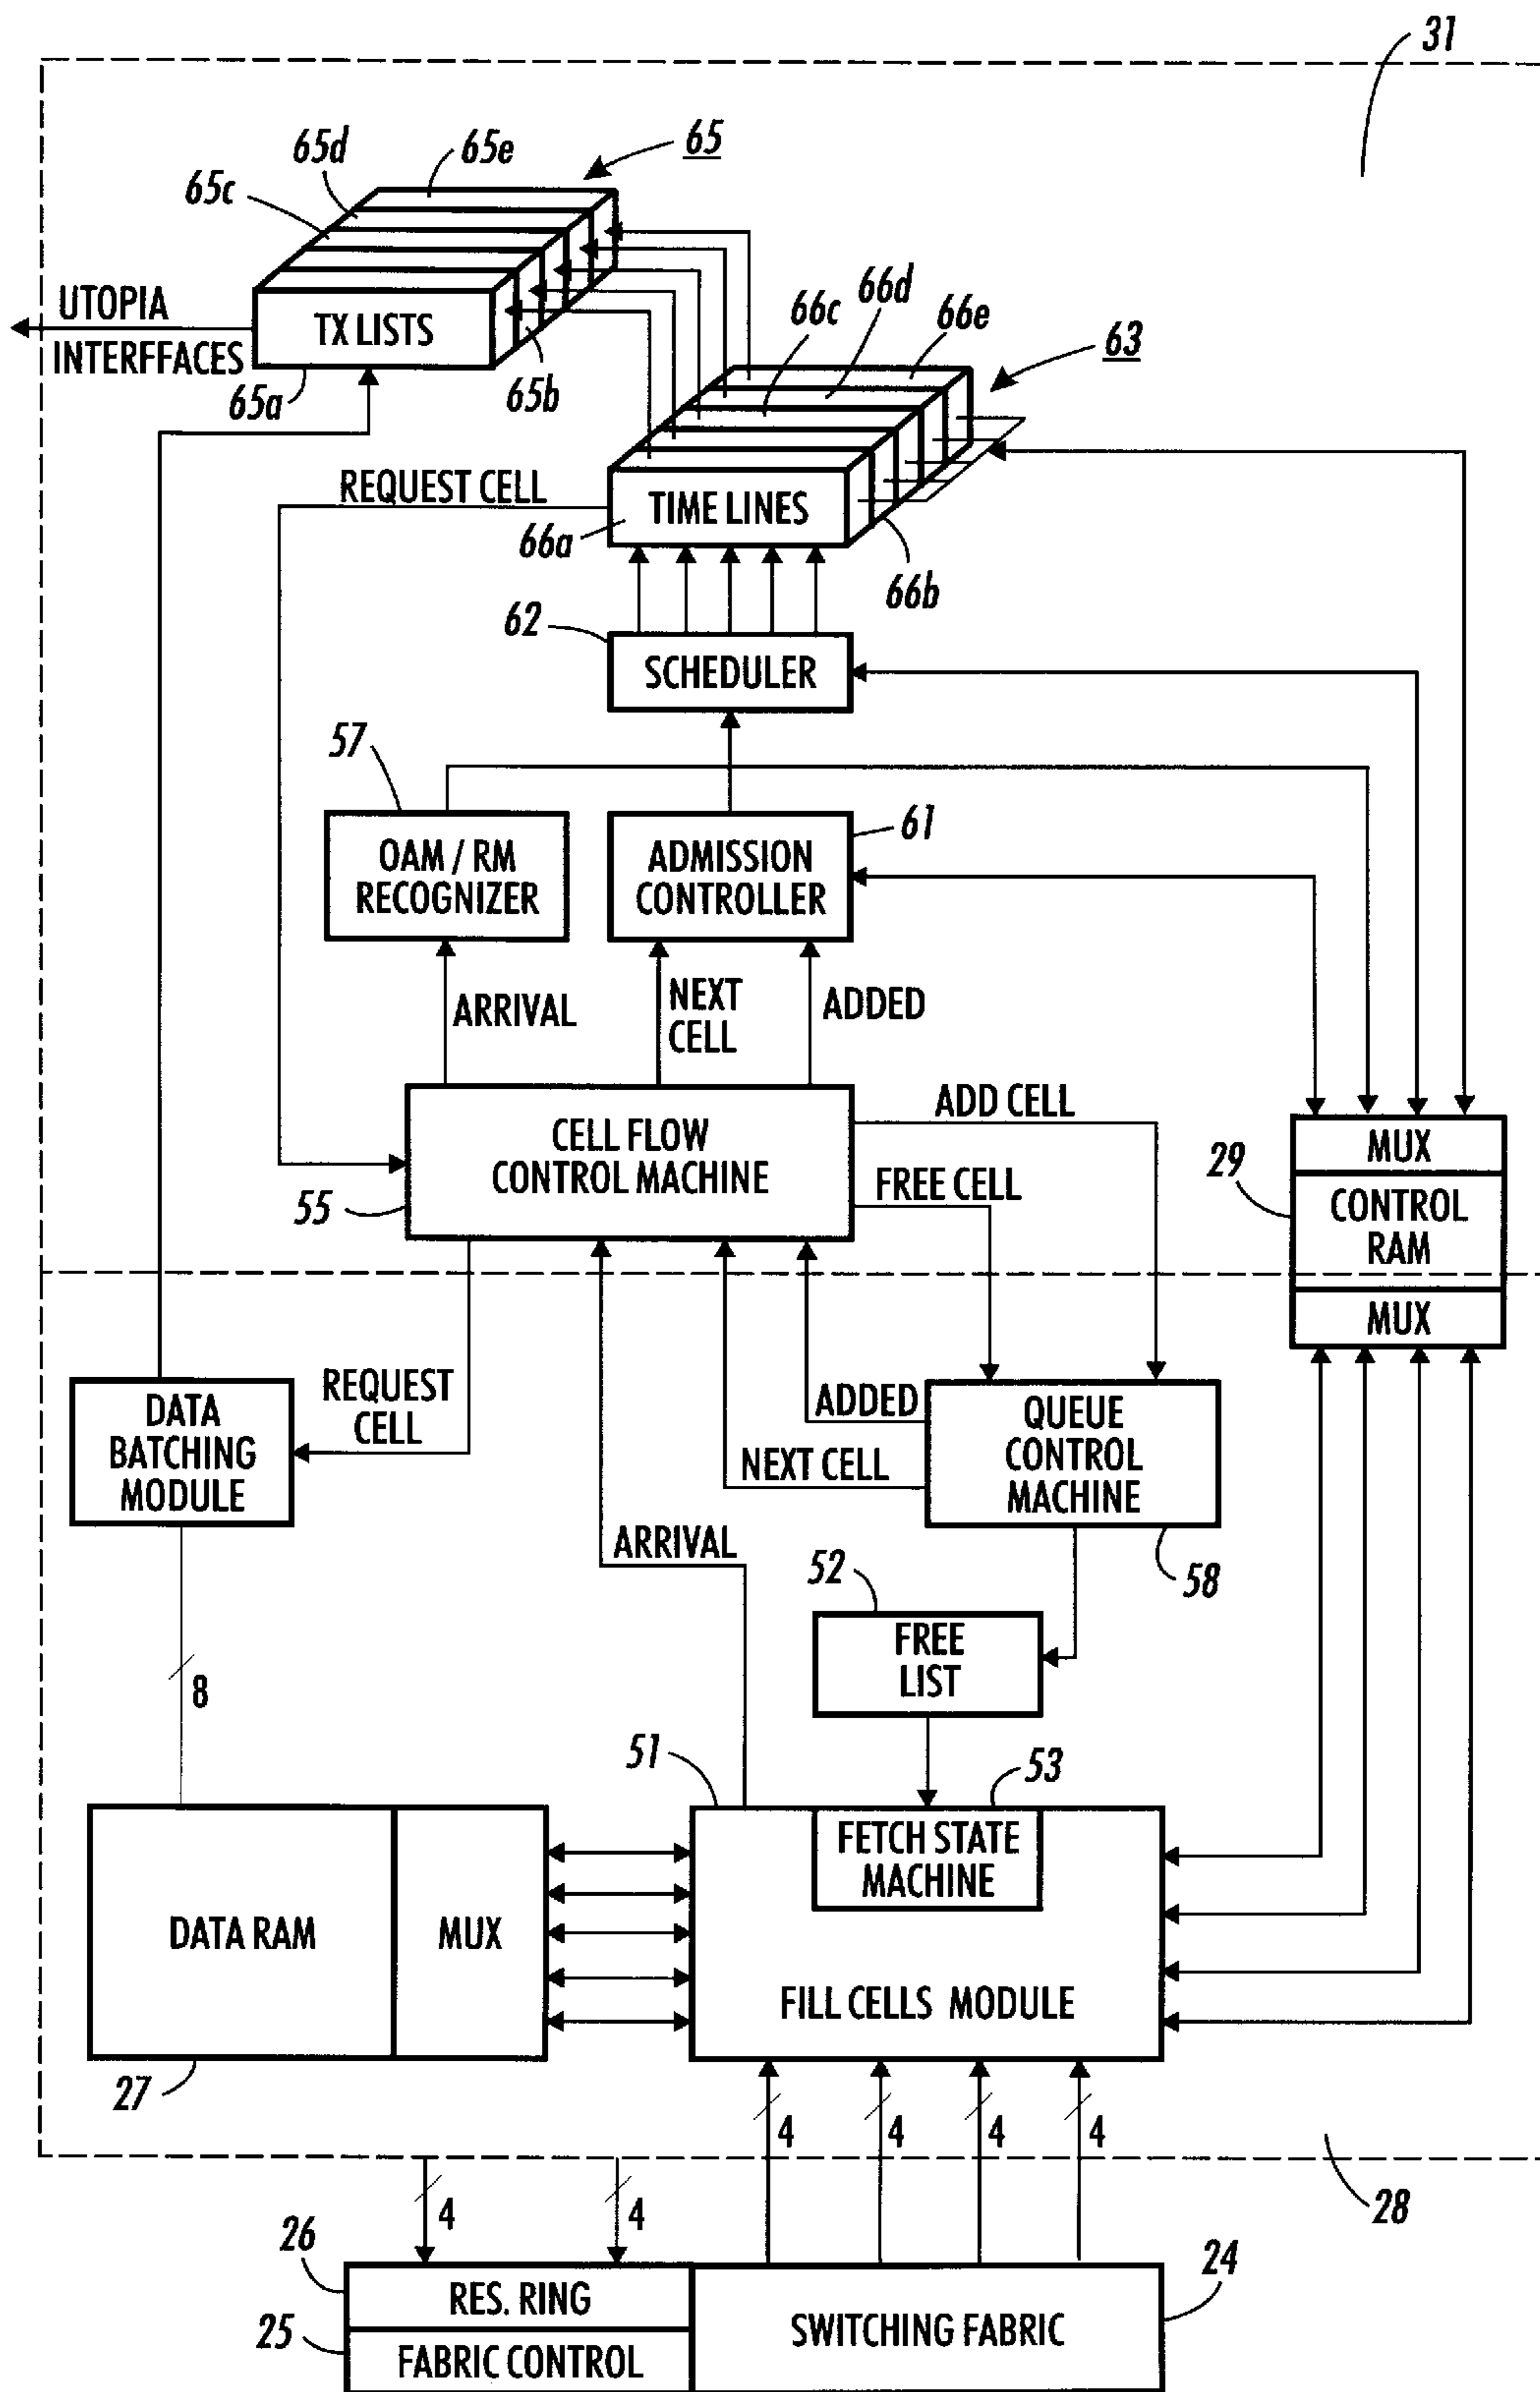 31
65
65e
65d
65c
UTOPIA
INTERFFACES
TX LISTS
65a
65b
66c
66d
66e
63
REQUEST CELL
TIME LINES
66a
66b
62
SCHEDULER
57
61
OAM / RM
RECOGNIZER
ADMISSION
CONTROLLER
ARRIVAL
NEXT
CELL
ADDED
CELL FLOW
CONTROL MACHINE
55
ADD CELL
FREE CELL
29
MUX
CONTROL
RAM
MUX
DATA
BATCHING
MODULE
REQUEST
CELL
ADDED
NEXT CELL
QUEUE
CONTROL
MACHINE
58
ARRIVAL
52
FREE
LIST
8
51
53
FETCH STATE
MACHINE
DATA RAM
MUX
FILL CELLS MODULE
27
4
4
4
4
4
4
28
26
25
RES. RING
FABRIC CONTROL
SWITCHING FABRIC
24